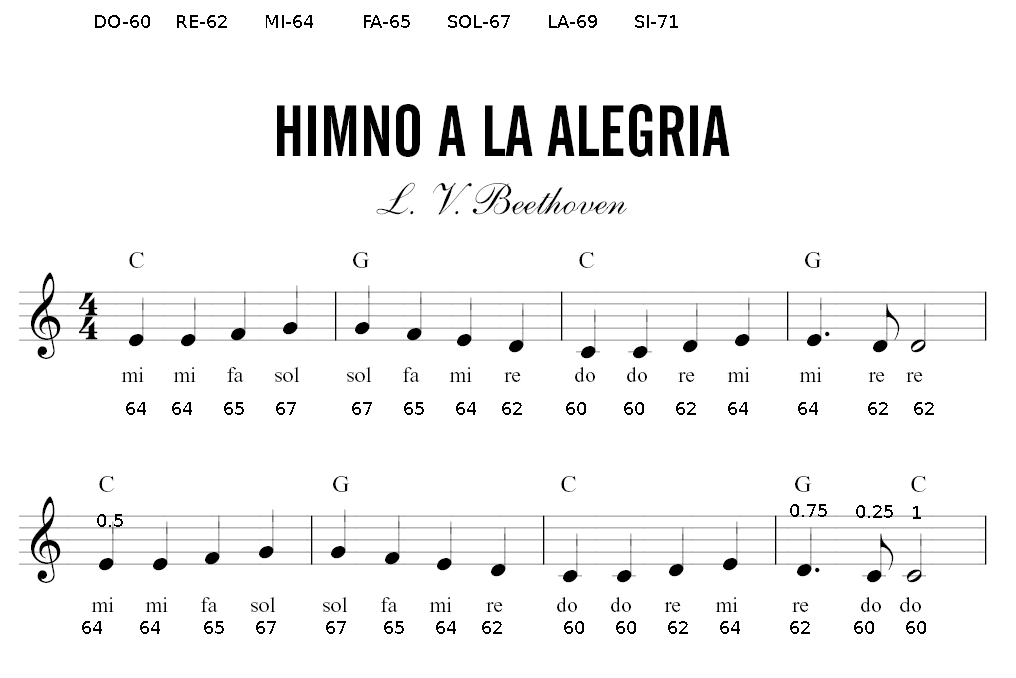 DO-60 RE-62 MI-64 FA-65 SOL-67 LA-69 SI-71
HIMNO A LA ALEGRIA
L. V. Beethoven
C G C G
4
4
mi mi fa sol sol fa mi re do do re mi mi re re
64 64 65 67 67 65 64 62 60 60 62 64 64 62 62
C G C G C
0.5 0.75 0.25 1
mi mi fa sol sol fa mi re do do re mi re do do
64 64 65 67 67 65 64 62 60 60 62 64 62 60 60